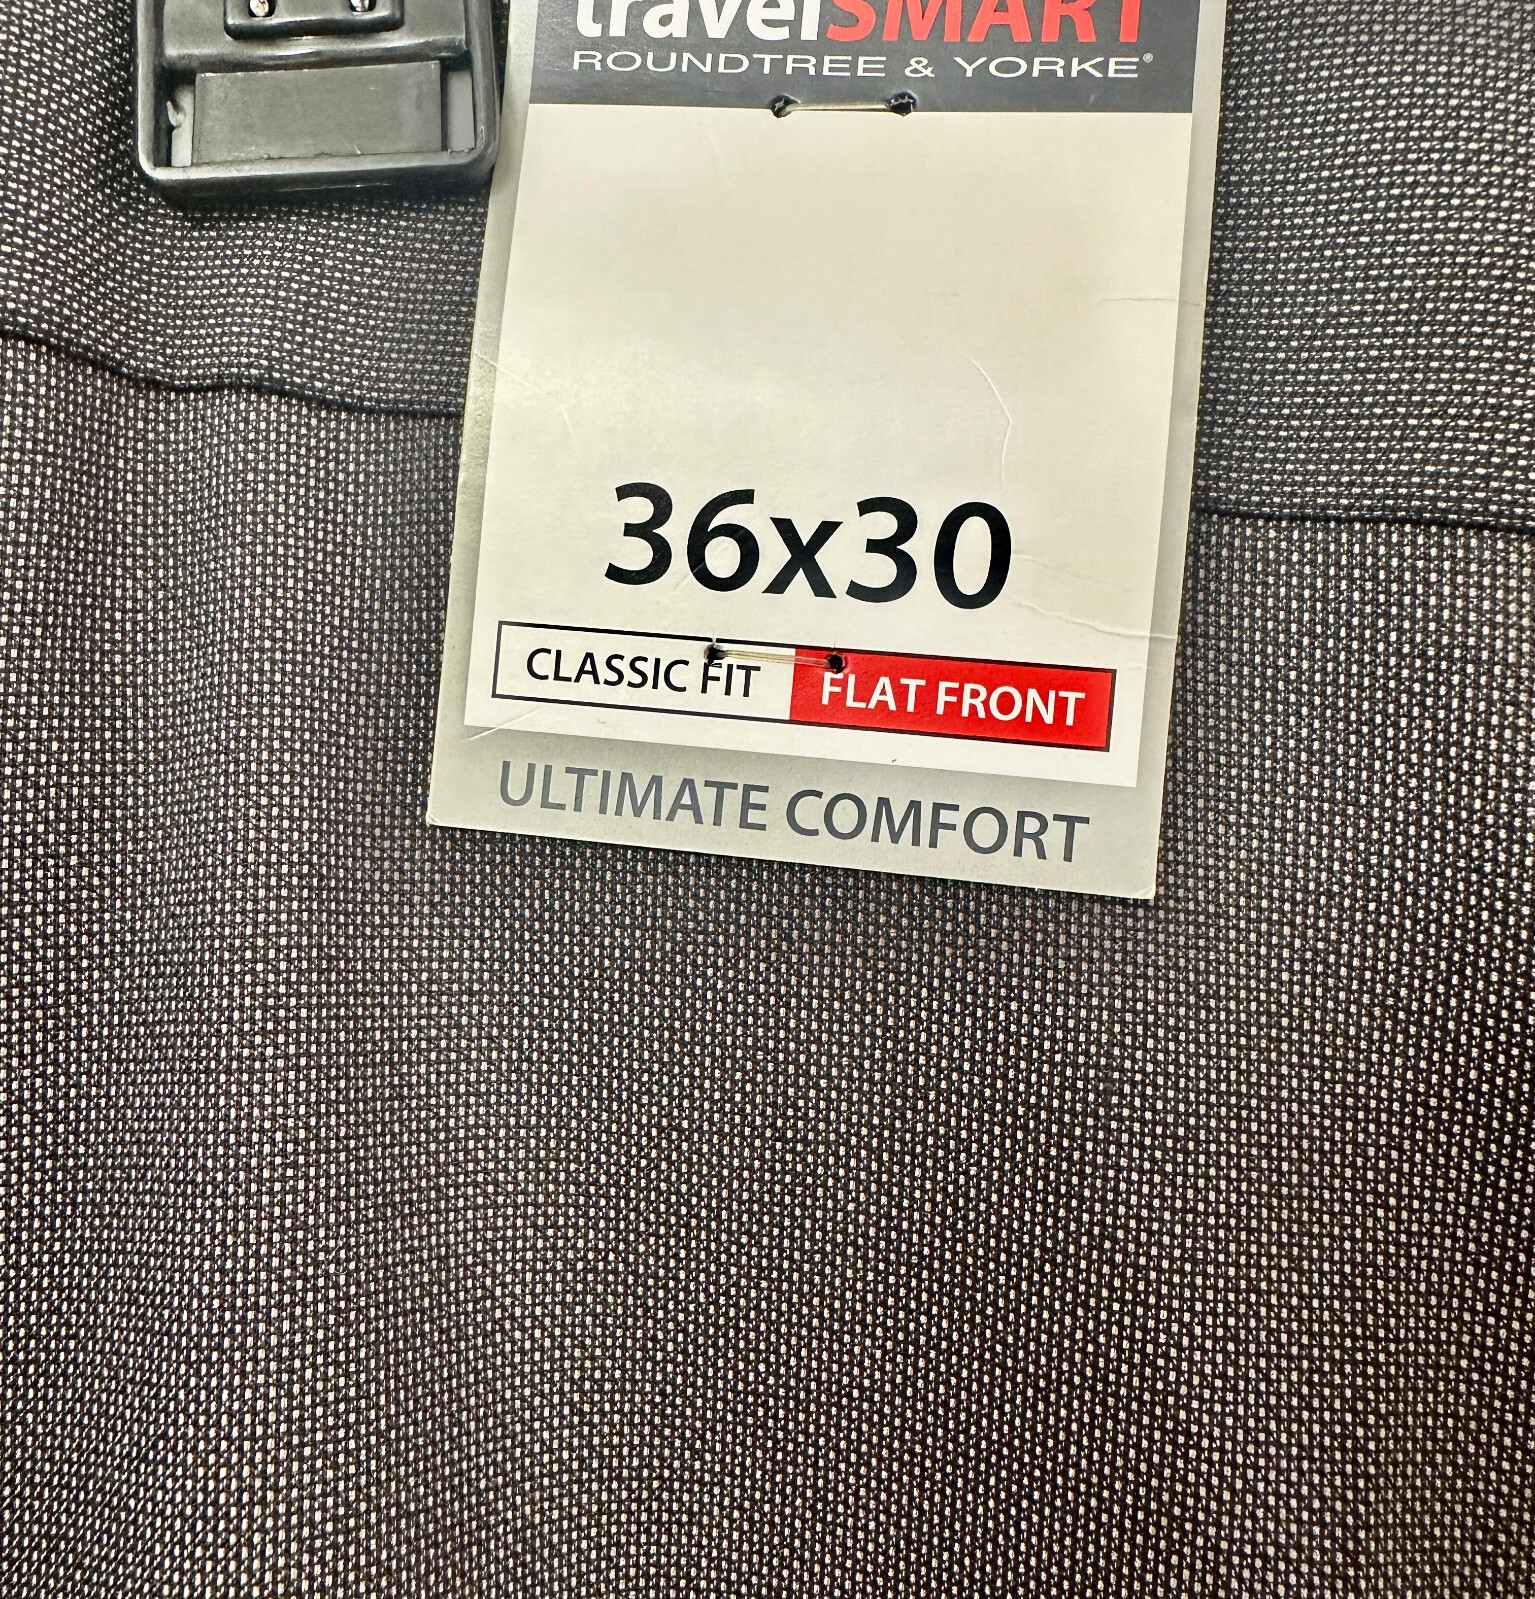 travelSMART
ROUNDTREE & YORKE®
36x30
CLASSIC FIT FLAT FRONT
ULTIMATE COMFORT